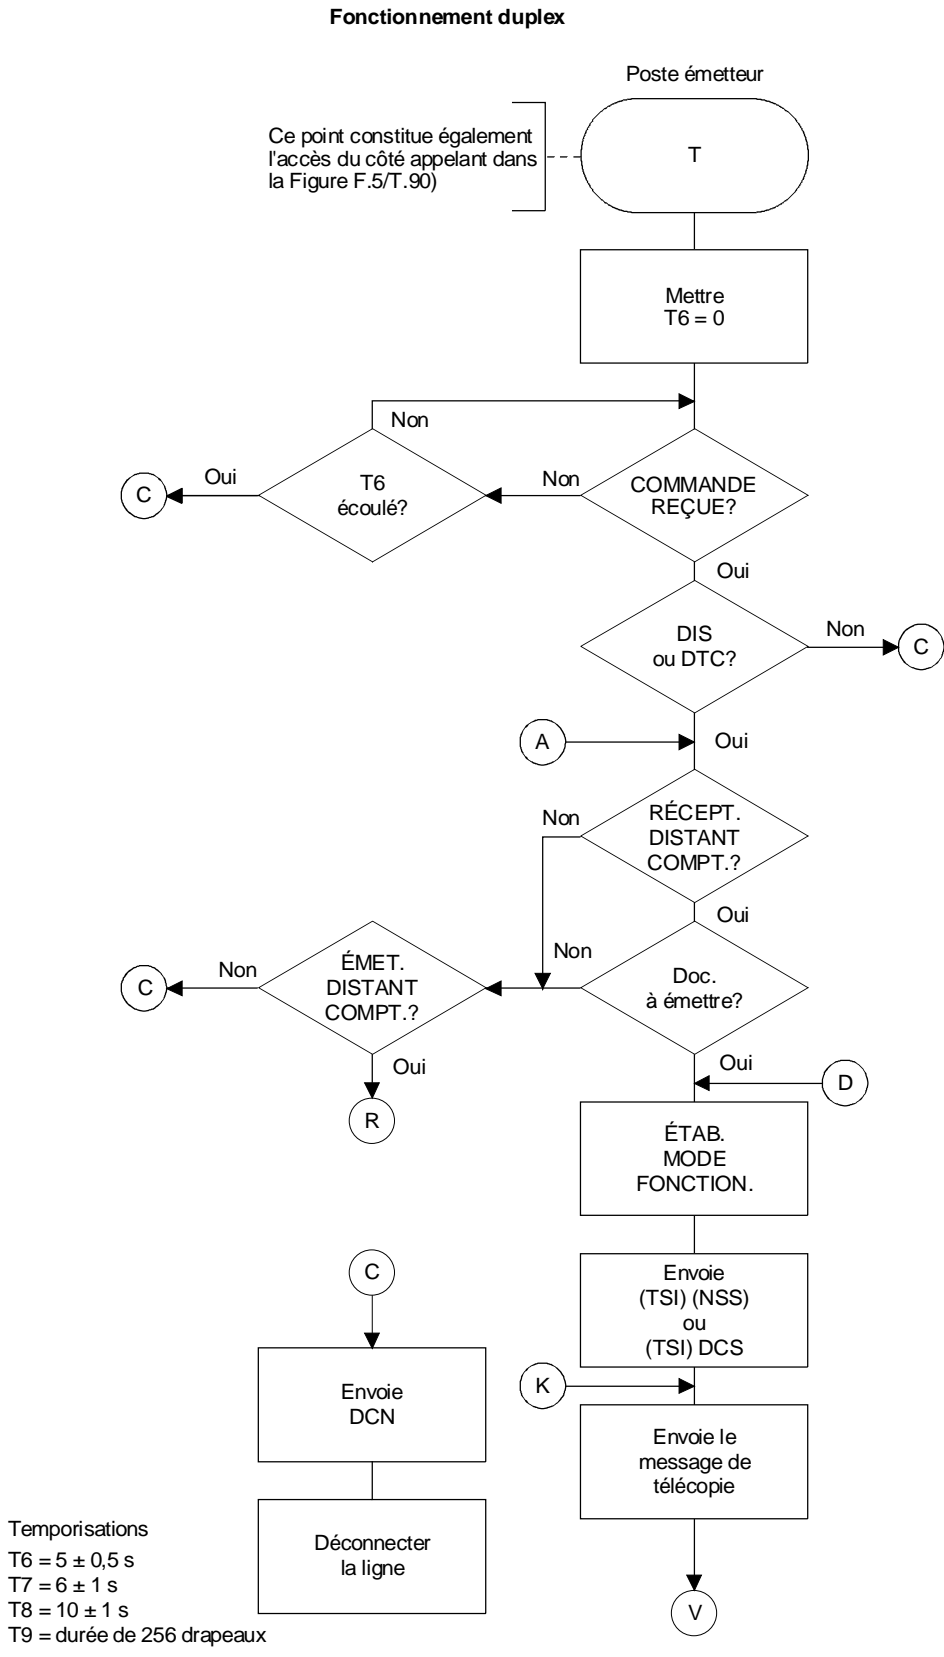 Fonctionnement duplex
Poste émetteur
Ce point constitue également
l'accès du côté appelant dans
la Figure F.5/T.90)
T
Mettre
T6 = 0
Non
C
Oui
T6
écoulé?
Non
COMMANDE
REÇUE?
Oui
DIS
ou DTC?
Non
C
A
Oui
Non
RÉCEPT.
DISTANT
COMPT.?
Oui
C
Non
ÉMET.
DISTANT
COMPT.?
Non
Doc.
à émettre?
Oui
Oui
D
R
ÉTAB.
MODE
FONCTION.
C
Envoie
(TSI) (NSS)
ou
(TSI) DCS
K
Envoie
DCN
Envoie le
message de
télécopie
Déconnecter
la ligne
V
Temporisations
T6 = 5 ± 0,5 s
T7 = 6 ± 1 s
T8 = 10 ± 1 s
T9 = durée de 256 drapeaux